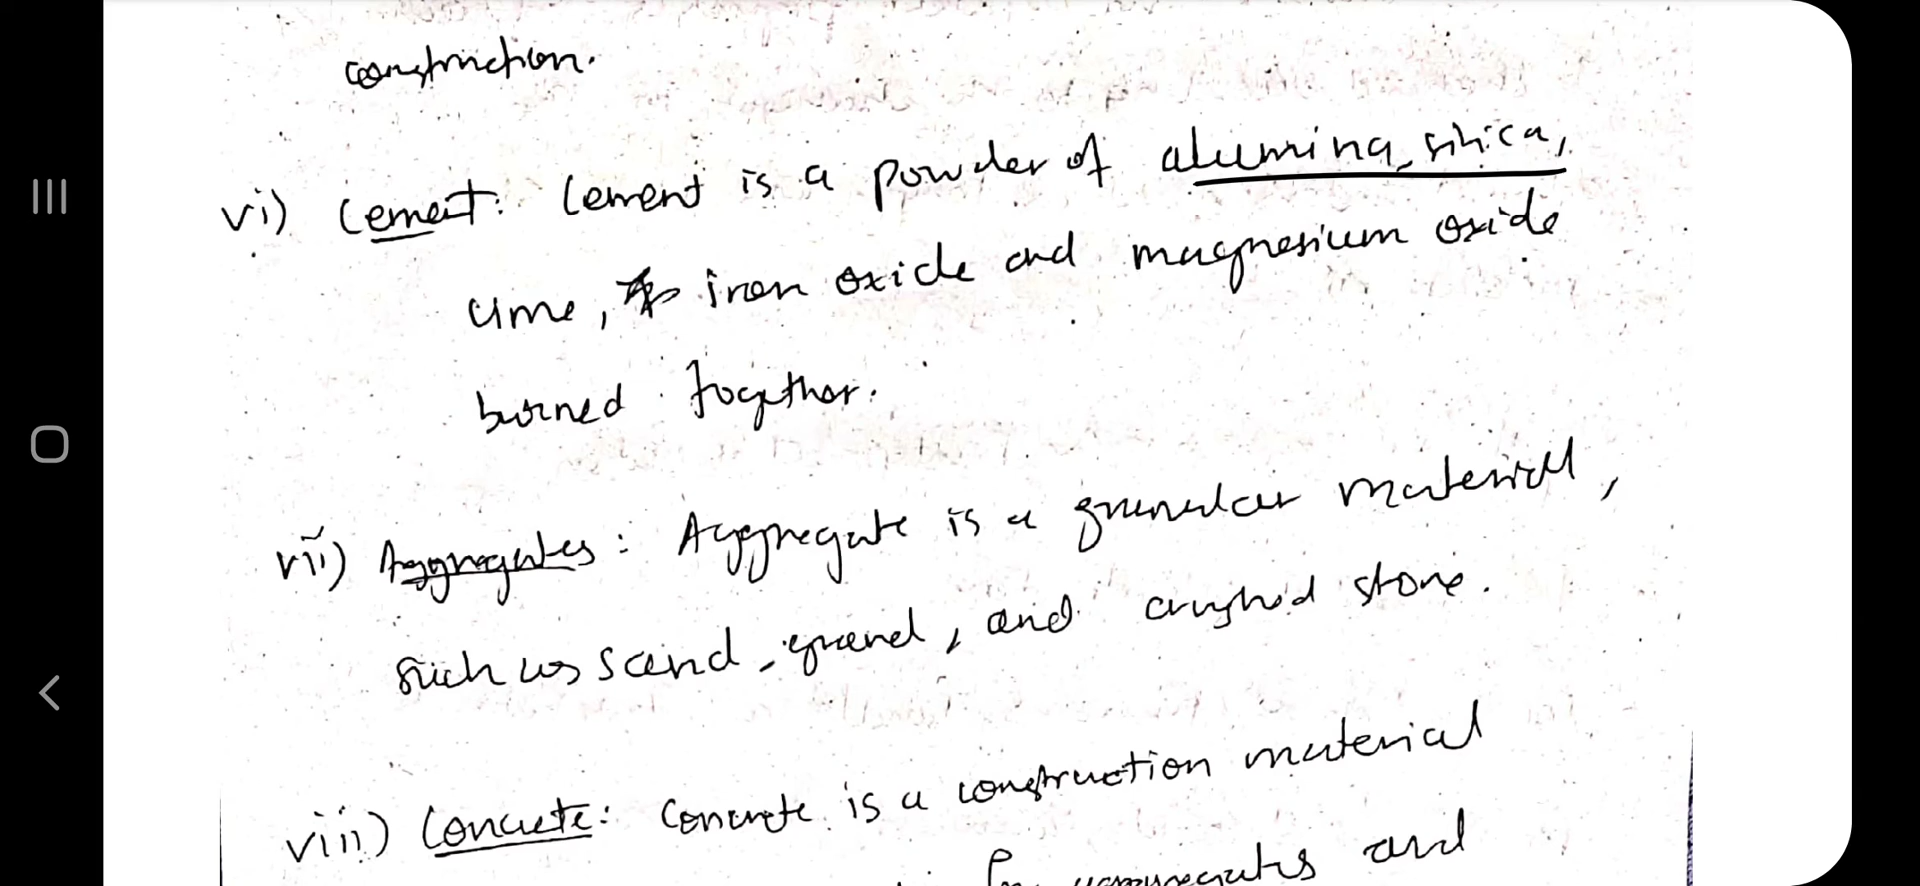 construction.
vi) Cement: Cement is a powder of alumina, silica,
lime, iron oxide and magnesium oxide
burned together.
vii) Aggregates: Aggregate is a granular material,
such as sand, gravel, and crushed stone.
viii) Concrete: Concrete is a construction material
aggregates and